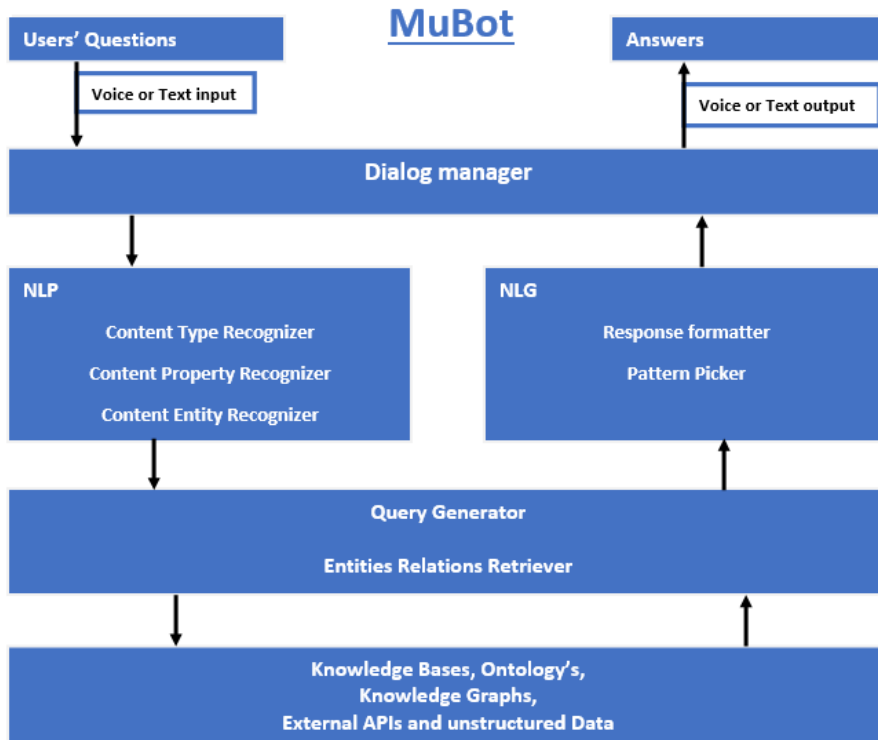 MuBot
Users’ Questions
Answers
Voice or Text input
Voice or Text output
Dialog manager
NLP
Content Type Recognizer
Content Property Recognizer
Content Entity Recognizer
NLG
Response formatter
Pattern Picker
Query Generator
Entities Relations Retriever
Knowledge Bases, Ontology’s,
Knowledge Graphs,
External APIs and unstructured Data